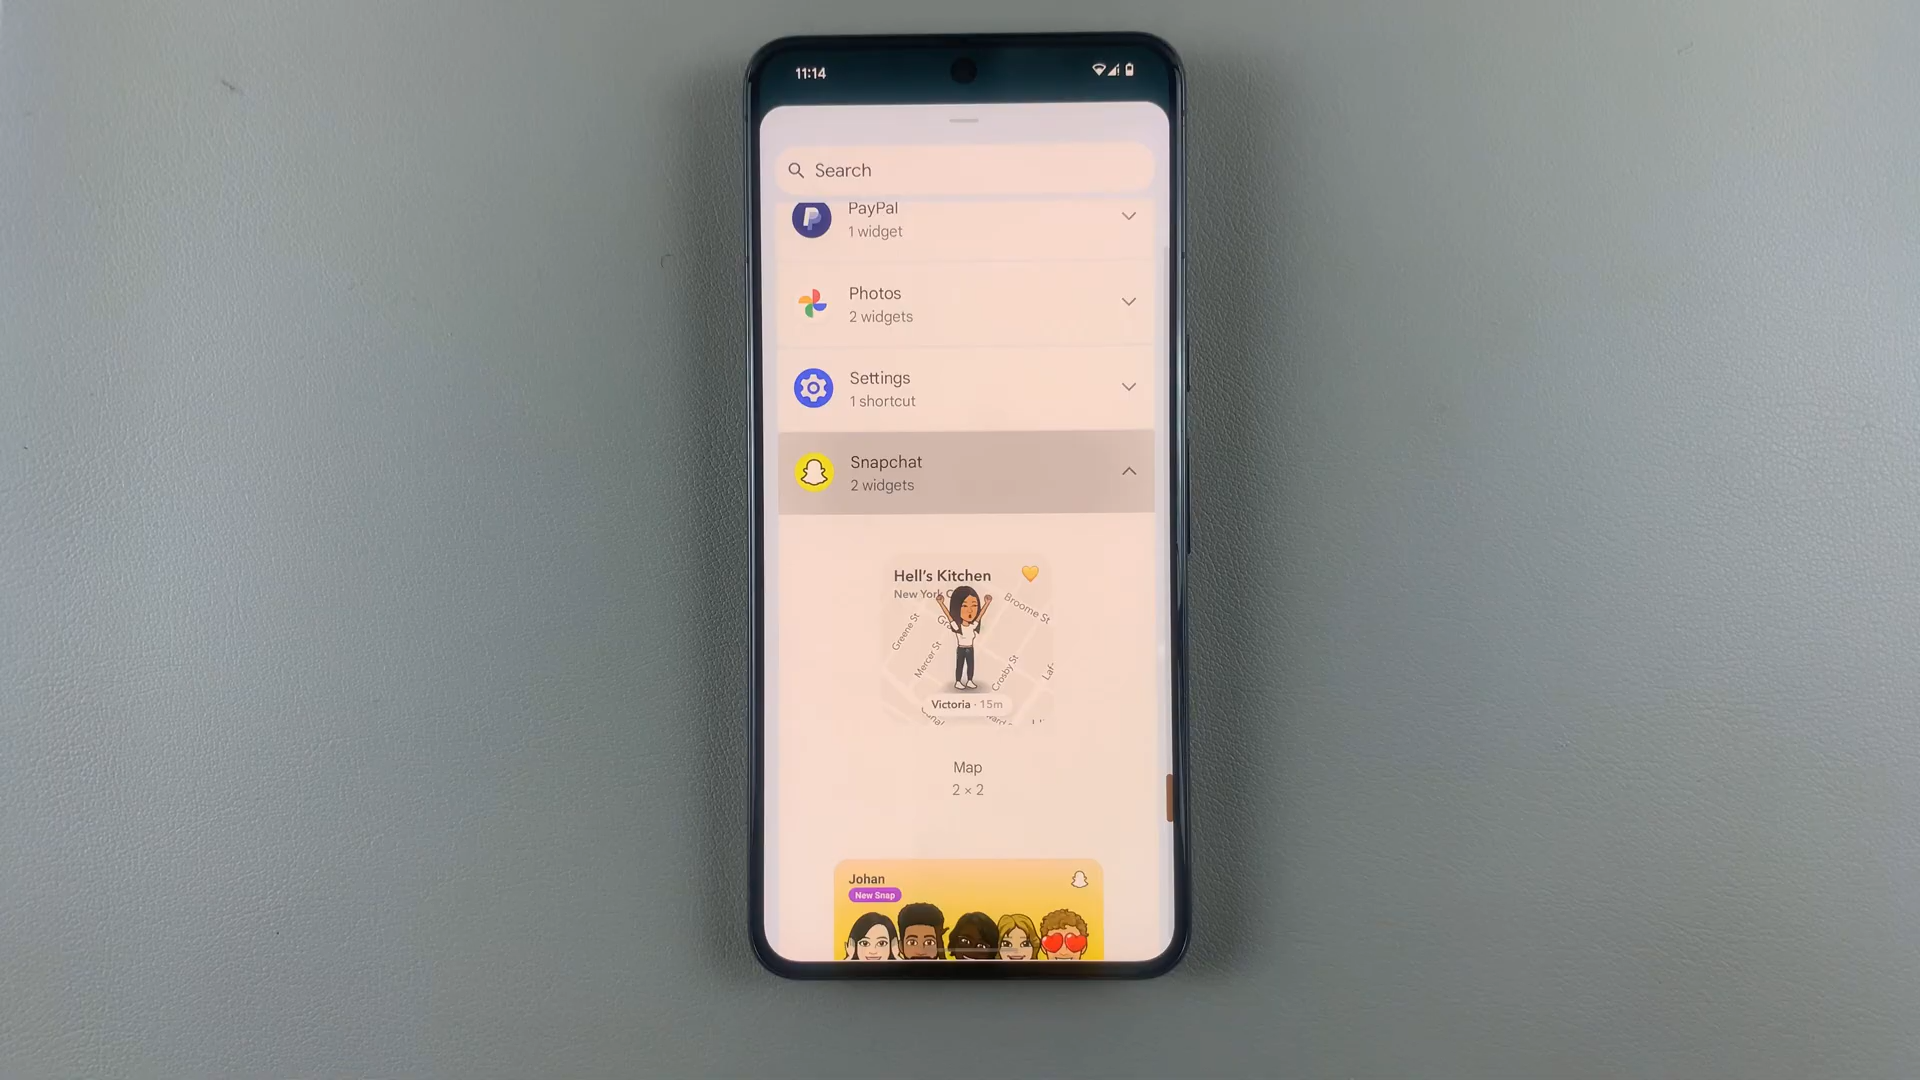 11:14
Search
PayPal
1 widget
Photos
2 widgets
Settings
1 shortcut
Snapchat
2 widgets
Hell's Kitchen
New York C
Broome St
Greene St
Mercer St
Crosby St
Victoria · 15m
Map
2 × 2
Johan
New Snap